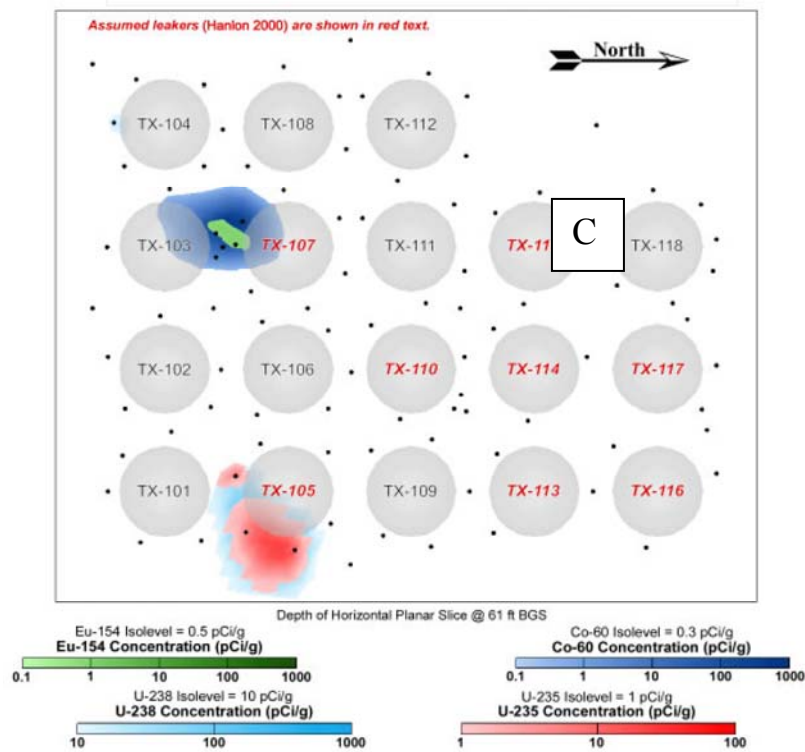 Assumed leakers (Hanlon 2000) are shown in red text.
North
TX-104 TX-108 TX-112
TX-103 TX-107 TX-111 TX-11 C TX-118
TX-102 TX-106 TX-110 TX-114 TX-117
TX-101 TX-105 TX-109 TX-113 TX-116
Depth of Horizontal Planar Slice @ 61 ft BGS
Eu-154 Isolevel = 0.5 pCi/g
Eu-154 Concentration (pCi/g)
0.1 1 10 100 1000
Co-60 Isolevel = 0.3 pCi/g
Co-60 Concentration (pCi/g)
0.1 1 10 100 1000
U-238 Isolevel = 10 pCi/g
U-238 Concentration (pCi/g)
10 100 1000
U-235 Isolevel = 1 pCi/g
U-235 Concentration (pCi/g)
1 10 100